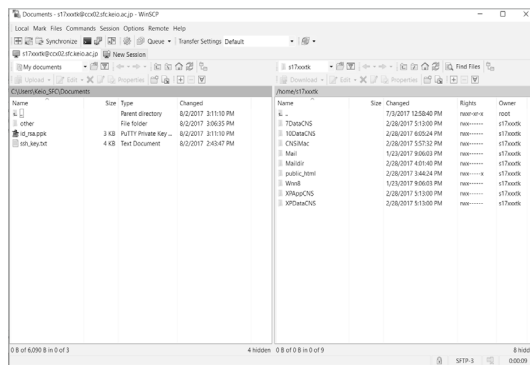 Documents - s17xxxtk@ccx02.sfc.keio.ac.jp - WinSCP
Local Mark Files Commands Session Options Remote Help
Synchronize Queue Transfer Settings Default
s17xxxtk@ccx02.sfc.keio.ac.jp New Session
My documents
Upload Edit Properties
C:\Users\Keio_SFC\Documents
Name Size Type Changed
Parent directory 8/2/2017 3:11:10 PM
other File folder 8/2/2017 3:06:35 PM
id_rsa.ppk 3 KB PuTTY Private Key ... 8/2/2017 3:11:10 PM
ssh_key.txt 4 KB Text Document 8/2/2017 2:43:47 PM
0 B of 6,090 B in 0 of 3 4 hidden
s17xxxtk Find Files
Download Edit Properties
/home/s17xxxtk
Name Size Changed Rights Owner
.. 7/3/2017 12:58:40 PM rwxr-xr-x root
7DataCNS 2/28/2017 5:13:00 PM rwx------ s17xxxtk
10DataCNS 2/28/2017 6:05:24 PM rwx------ s17xxxtk
CNSiMac 2/28/2017 5:57:32 PM rwx------ s17xxxtk
Mail 1/23/2017 9:06:03 PM rwx------ s17xxxtk
Maildir 2/28/2017 4:01:40 PM rwx------ s17xxxtk
public_html 2/28/2017 3:44:24 PM rwx-----x s17xxxtk
Winn8 1/23/2017 9:06:03 PM rwx------ s17xxxtk
XPAppCNS 2/28/2017 5:13:00 PM rwx------ s17xxxtk
XPDataCNS 2/28/2017 5:13:00 PM rwx------ s17xxxtk
0 B of 0 B in 0 of 9 8 hidd
SFTP-3 0:00:09